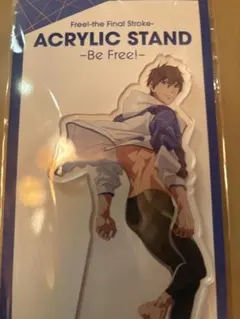 Free!-the Final Stroke-
ACRYLIC STAND
-Be Free!-